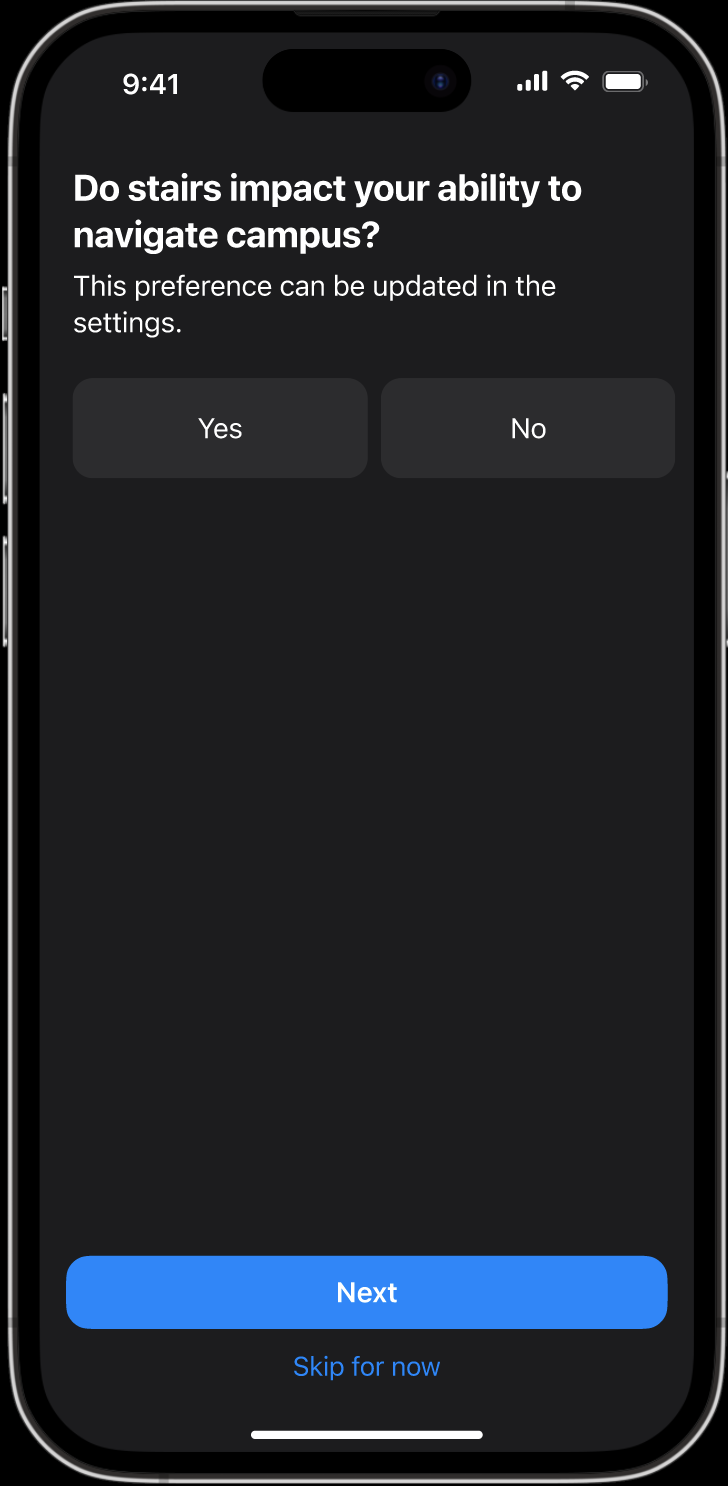 9:41
Do stairs impact your ability to
navigate campus?
This preference can be updated in the
settings.
Yes
No
Next
Skip for now